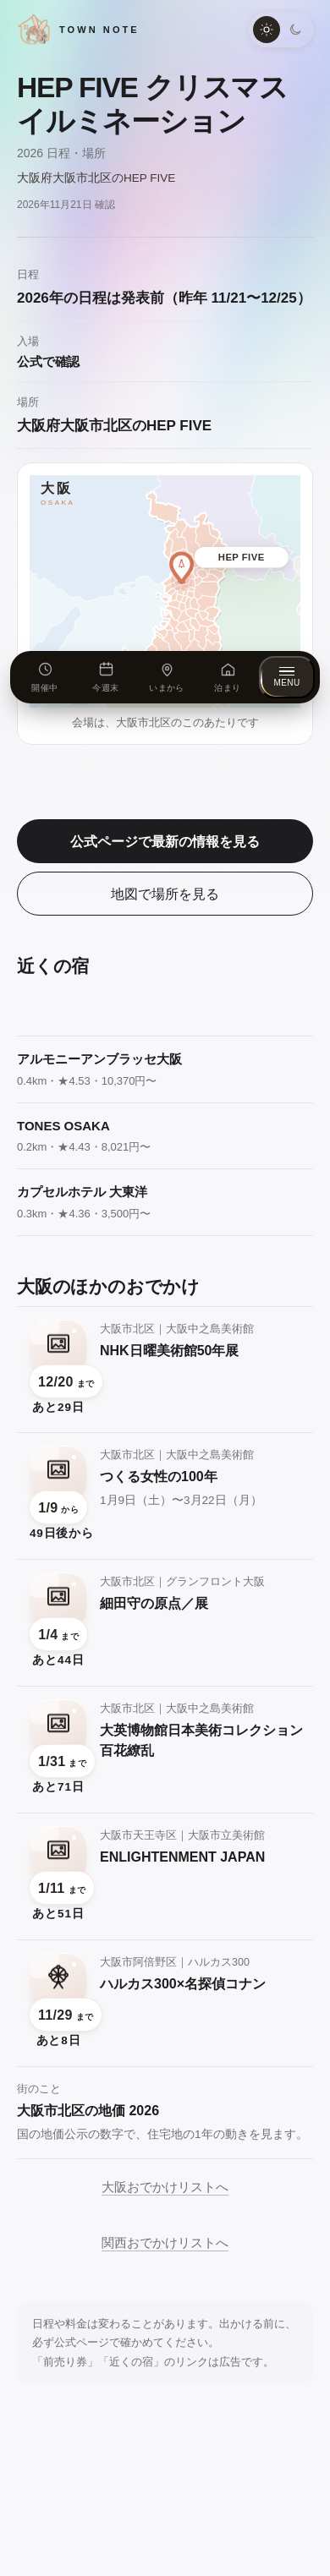 TOWN NOTE
HEP FIVE クリスマス
イルミネーション
2026 日程・場所
大阪府大阪市北区のHEP FIVE
2026年11月21日 確認
日程
2026年の日程は発表前（昨年 11/21〜12/25）
入場
公式で確認
場所
大阪府大阪市北区のHEP FIVE
大阪
OSAKA
HEP FIVE
開催中
今週末
いまから
泊まり
MENU
会場は、大阪市北区のこのあたりです
公式ページで最新の情報を見る
地図で場所を見る
近くの宿
アルモニーアンブラッセ大阪
0.4km・★4.53・10,370円〜
TONES OSAKA
0.2km・★4.43・8,021円〜
カプセルホテル 大東洋
0.3km・★4.36・3,500円〜
大阪のほかのおでかけ
大阪市北区｜大阪中之島美術館
NHK日曜美術館50年展
12/20 まで
あと29日
大阪市北区｜大阪中之島美術館
つくる女性の100年
1月9日（土）〜3月22日（月）
1/9 から
49日後から
大阪市北区｜グランフロント大阪
細田守の原点／展
1/4 まで
あと44日
大阪市北区｜大阪中之島美術館
大英博物館日本美術コレクション
百花繚乱
1/31 まで
あと71日
大阪市天王寺区｜大阪市立美術館
ENLIGHTENMENT JAPAN
1/11 まで
あと51日
大阪市阿倍野区｜ハルカス300
ハルカス300×名探偵コナン
11/29 まで
あと8日
街のこと
大阪市北区の地価 2026
国の地価公示の数字で、住宅地の1年の動きを見ます。
大阪おでかけリストへ
関西おでかけリストへ
日程や料金は変わることがあります。出かける前に、
必ず公式ページで確かめてください。
「前売り券」「近くの宿」のリンクは広告です。